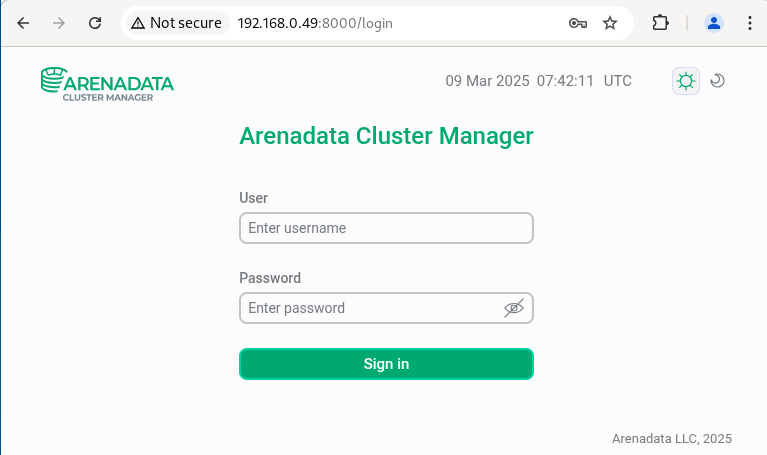 Not secure 192.168.0.49:8000/login
ARENADATA
CLUSTER MANAGER
09 Mar 2025 07:42:11 UTC
Arenadata Cluster Manager
User
Enter username
Password
Enter password
Sign in
Arenadata LLC, 2025